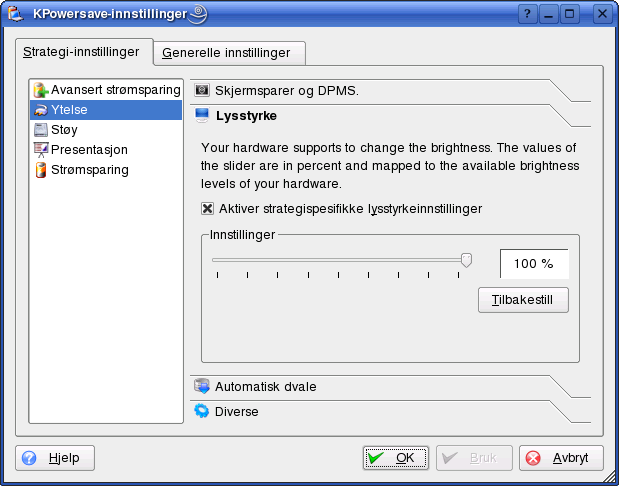 KPowersave-innstillinger
Strategi-innstillinger
Generelle innstillinger
Avansert strømsparing
Ytelse
Støy
Presentasjon
Strømsparing
Skjermsparer og DPMS.
Lysstyrke
Your hardware supports to change the brightness. The values of
the slider are in percent and mapped to the available brightness
levels of your hardware.
Aktiver strategispesifikke lysstyrkeinnstillinger
Innstillinger
100 %
Tilbakestill
Automatisk dvale
Diverse
Hjelp
OK
Bruk
Avbryt